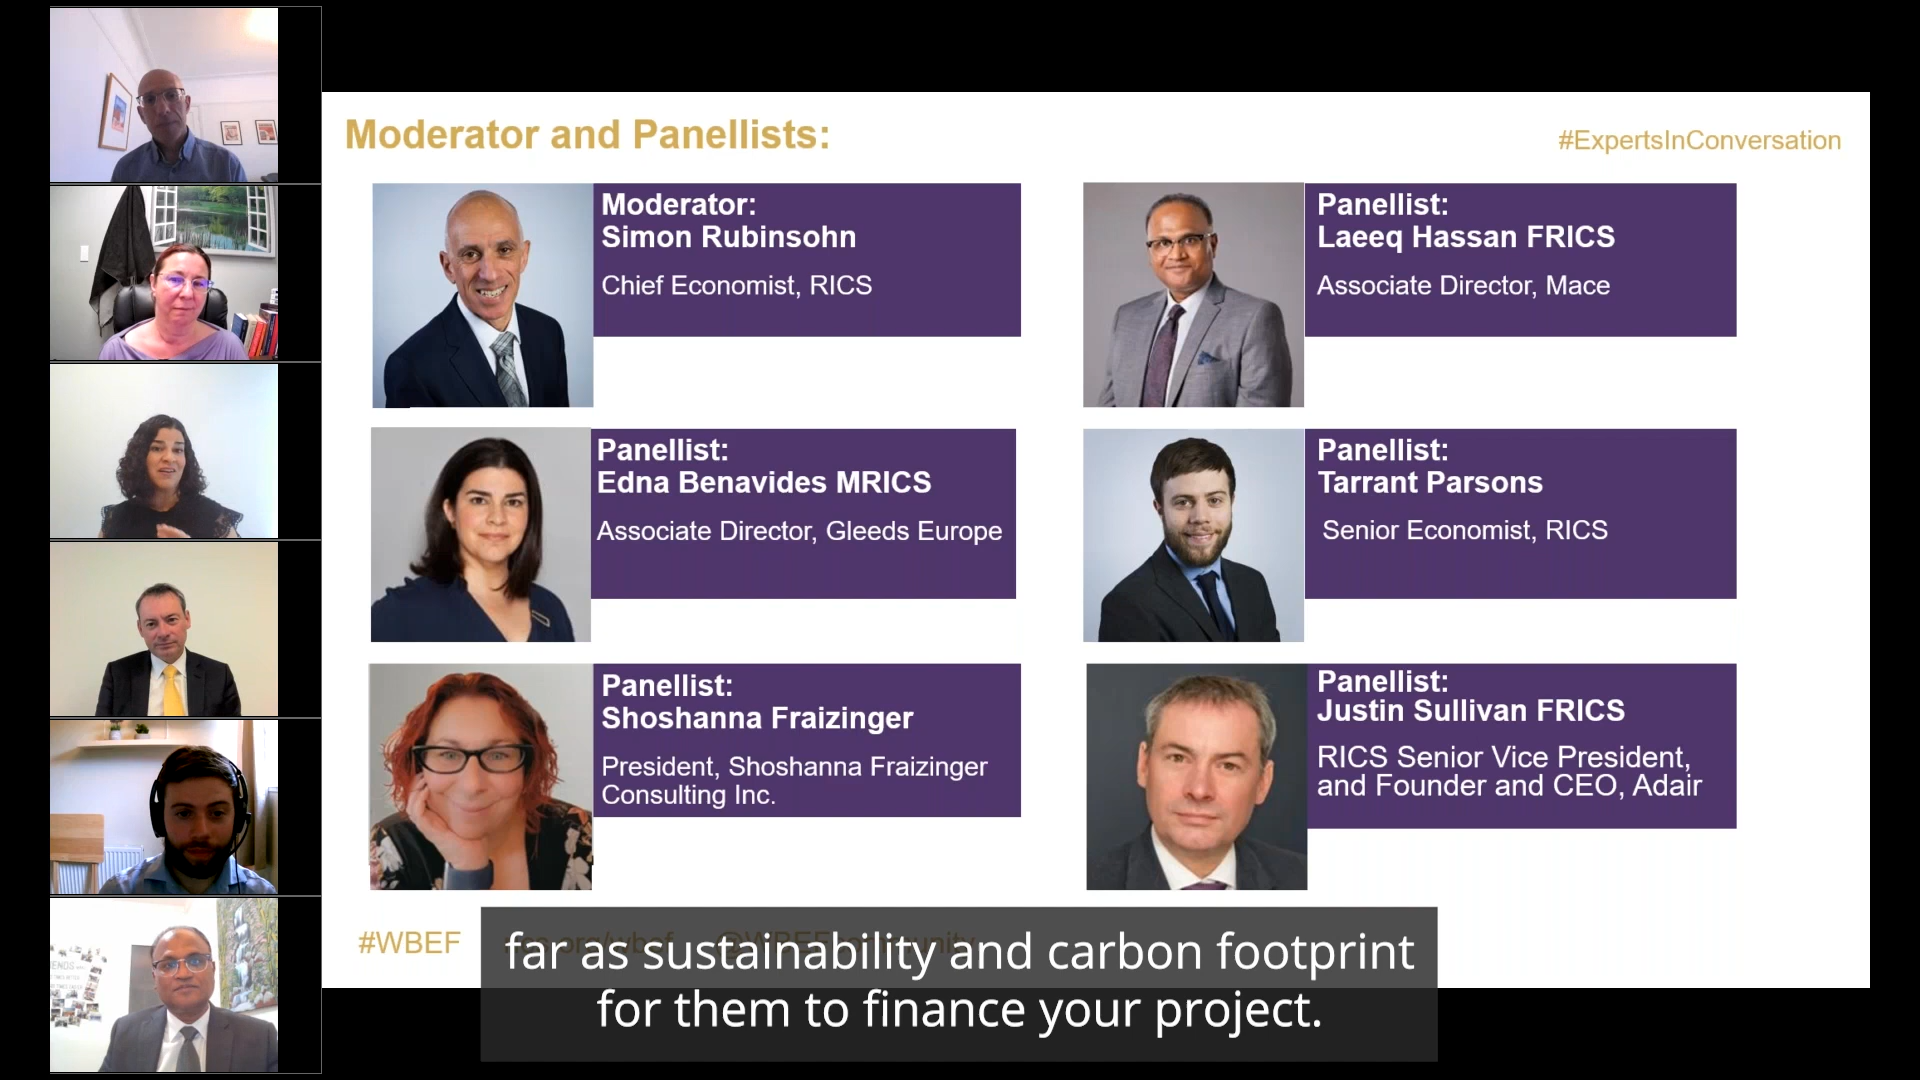 Moderator and Panellists:
#ExpertsInConversation
Moderator:
Simon Rubinsohn
Chief Economist, RICS
Panellist:
Laeeq Hassan FRICS
Associate Director, Mace
Panellist:
Edna Benavides MRICS
Associate Director, Gleeds Europe
Panellist:
Tarrant Parsons
Senior Economist, RICS
Panellist:
Shoshanna Fraizinger
President, Shoshanna Fraizinger
Consulting Inc.
Panellist:
Justin Sullivan FRICS
RICS Senior Vice President,
and Founder and CEO, Adair
#WBEF
far as sustainability and carbon footprint
for them to finance your project.